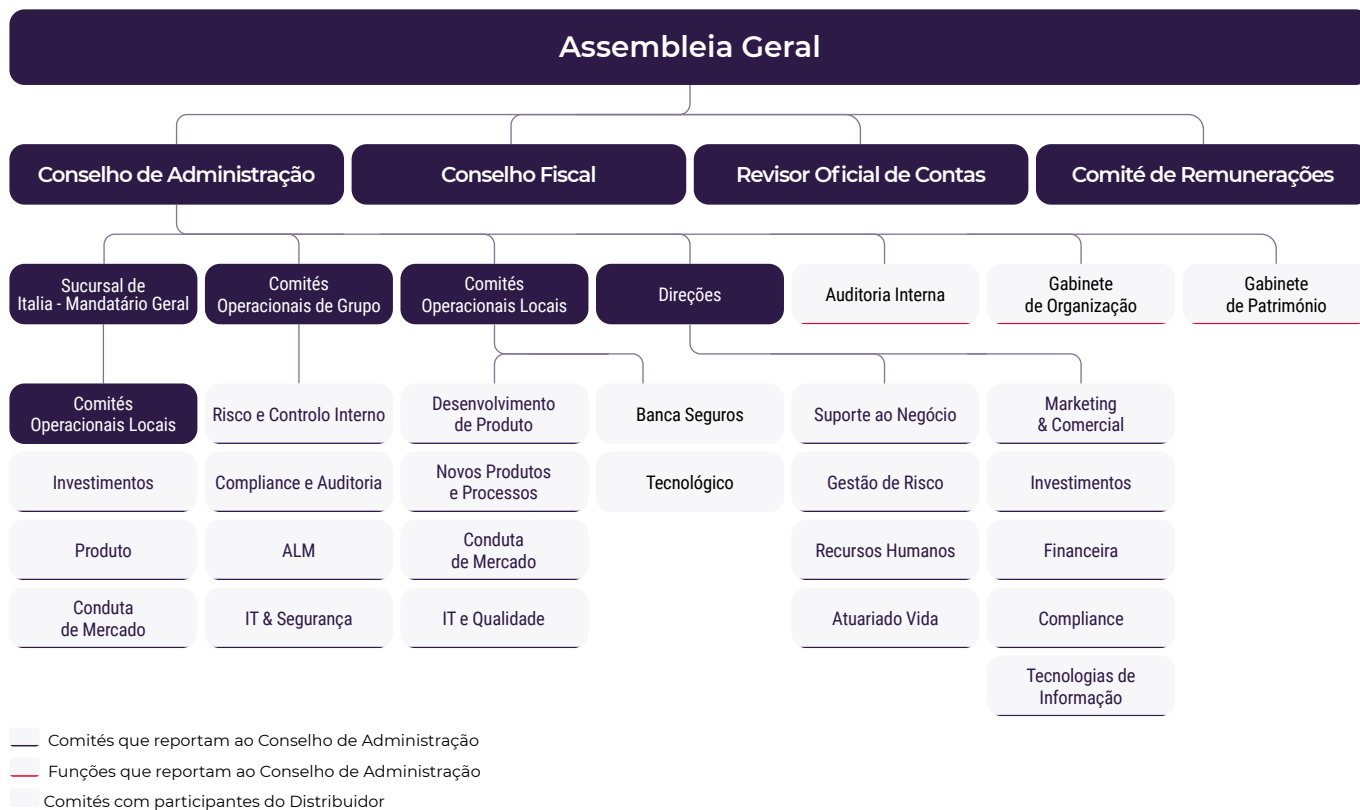 Assembleia Geral
Conselho de Administração
Conselho Fiscal
Revisor Oficial de Contas
Comité de Remunerações
Sucursal de
Italia - Mandatário Geral
Comités
Operacionais de Grupo
Comités
Operacionais Locais
Direções
Auditoria Interna
Gabinete
de Organização
Gabinete
de Património
Comités
Operacionais Locais
Risco e Controlo Interno
Desenvolvimento
de Produto
Banca Seguros
Suporte ao Negócio
Marketing
& Comercial
Investimentos
Compliance e Auditoria
Novos Produtos
e Processos
Tecnológico
Gestão de Risco
Investimentos
Produto
ALM
Conduta
de Mercado
Recursos Humanos
Financeira
Conduta
de Mercado
IT & Segurança
IT e Qualidade
Atuariado Vida
Compliance
Tecnologias de
Informação
Comités que reportam ao Conselho de Administração
Funções que reportam ao Conselho de Administração
Comités com participantes do Distribuidor